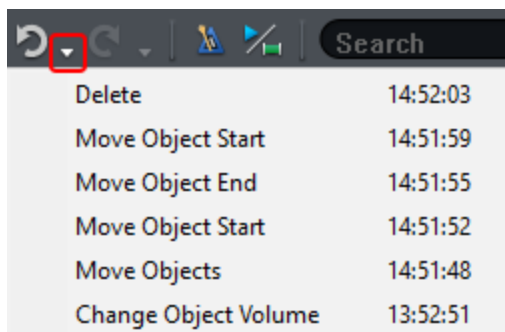 Search
Delete 14:52:03
Move Object Start 14:51:59
Move Object End 14:51:55
Move Object Start 14:51:52
Move Objects 14:51:48
Change Object Volume 13:52:51